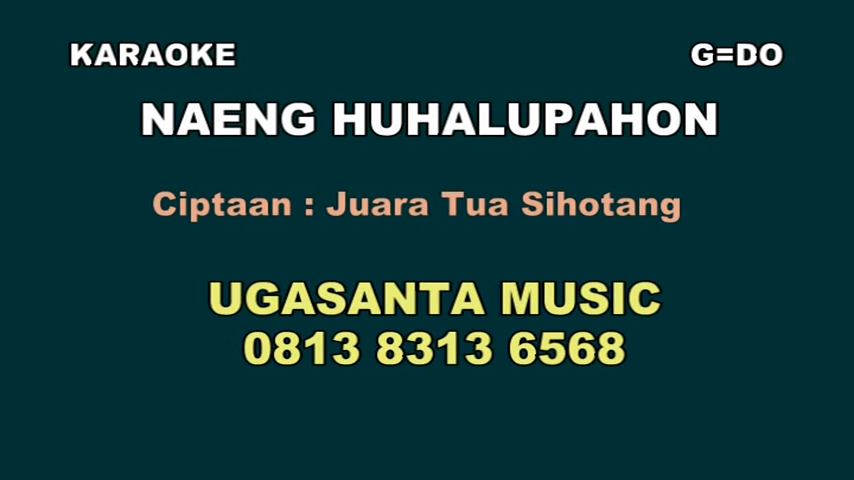 KARAOKE
G=DO
NAENG HUHALUPAHON
Ciptaan : Juara Tua Sihotang
UGASANTA MUSIC
0813 8313 6568